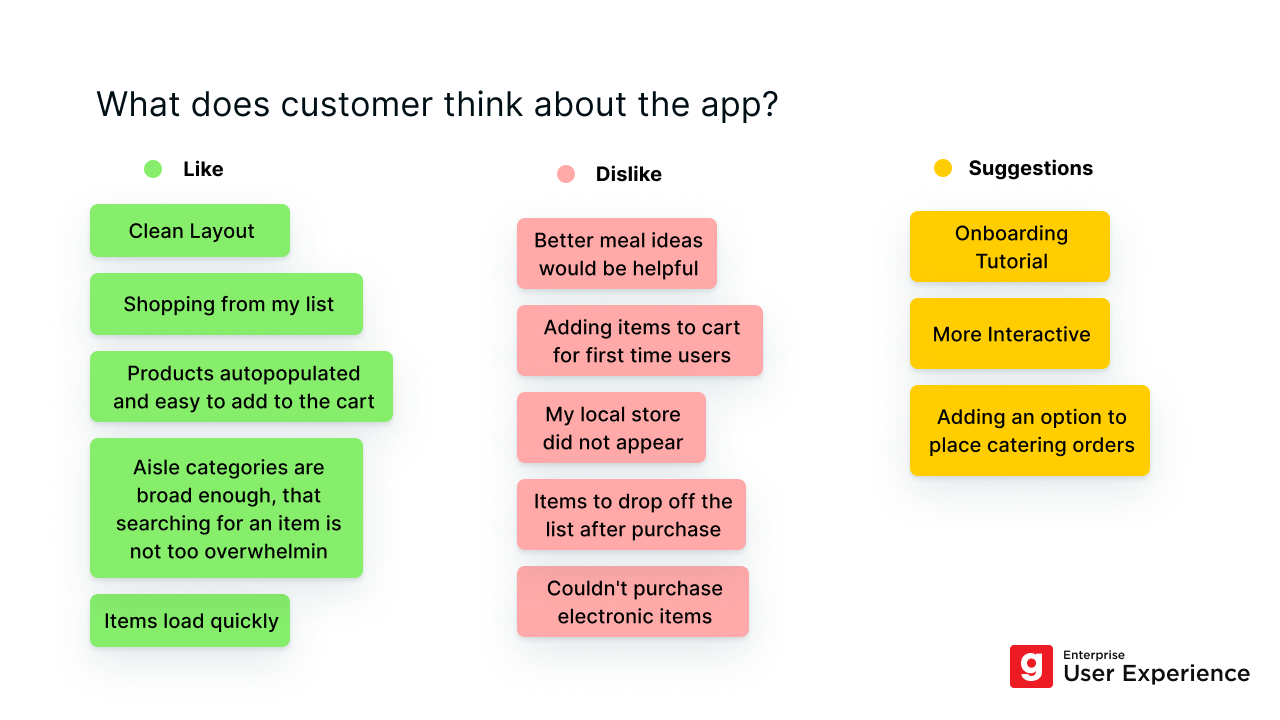 What does customer think about the app?
Like
Clean Layout
Shopping from my list
Products autopopulated
and easy to add to the cart
Aisle categories are
broad enough, that
searching for an item is
not too overwhelmin
Items load quickly
Dislike
Better meal ideas
would be helpful
Adding items to cart
for first time users
My local store
did not appear
Items to drop off the
list after purchase
Couldn't purchase
electronic items
Suggestions
Onboarding
Tutorial
More Interactive
Adding an option to
place catering orders
g
Enterprise
User Experience